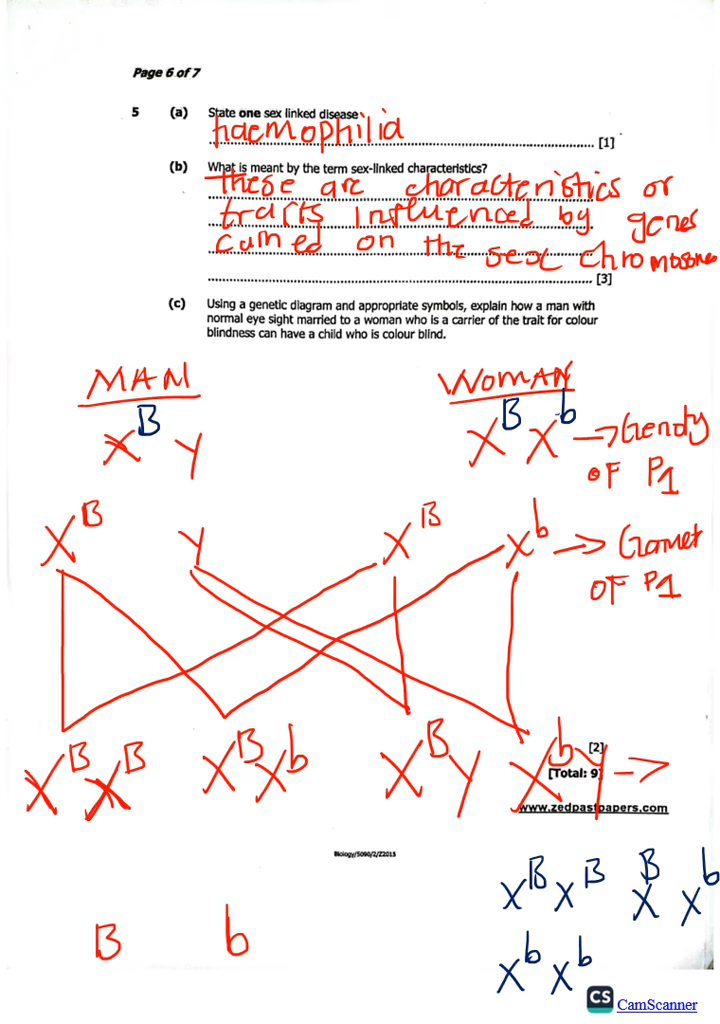 Page 6 of 7
5 (a) State one sex linked disease
haemophilia
[1]
(b) What is meant by the term sex-linked characteristics?
These are characteristics or
traits influenced by genes
carried on the sex chromosomes
[3]
(c) Using a genetic diagram and appropriate symbols, explain how a man with
normal eye sight married to a woman who is a carrier of the trait for colour
blindness can have a child who is colour blind.
MAN WOMAN
X^B Y X^B X^b → Genoty
OF P1
X^B Y X^B X^b → Gamet
OF P1
X^B X^B X^B X^b X^B Y X^b Y →
[2]
[Total: 9]
www.zedpastpapers.com
Biology/5090/2/Z2015
X^B X^B X^B X^b
X^b X^b
B b
CS CamScanner